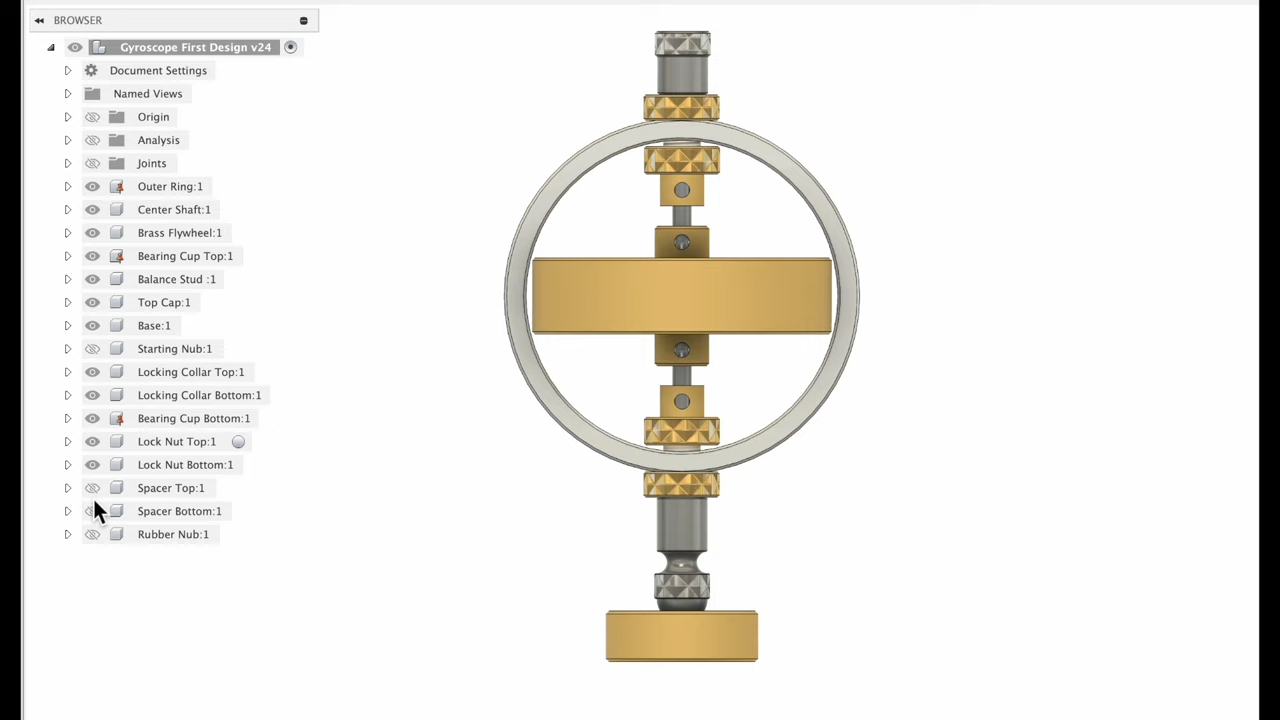 BROWSER
Gyroscope First Design v24
Document Settings
Named Views
Origin
Analysis
Joints
Outer Ring:1
Center Shaft:1
Brass Flywheel:1
Bearing Cup Top:1
Balance Stud :1
Top Cap:1
Base:1
Starting Nub:1
Locking Collar Top:1
Locking Collar Bottom:1
Bearing Cup Bottom:1
Lock Nut Top:1
Lock Nut Bottom:1
Spacer Top:1
Spacer Bottom:1
Rubber Nub:1